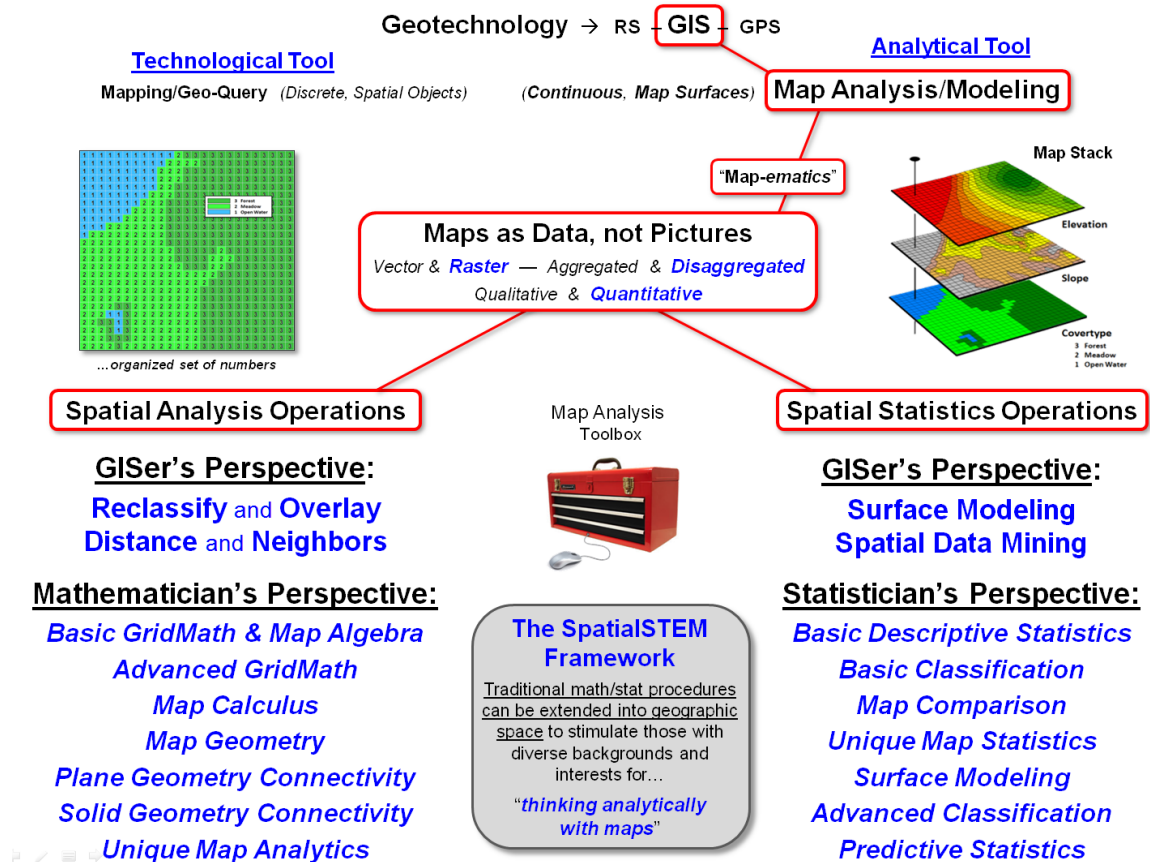 Geotechnology → RS – GIS – GPS
Technological Tool
Analytical Tool
Mapping/Geo-Query (Discrete, Spatial Objects)
(Continuous, Map Surfaces)
Map Analysis/Modeling
"Map-ematics"
Maps as Data, not Pictures
Vector & Raster — Aggregated & Disaggregated
Qualitative & Quantitative
3 Forest
2 Meadow
1 Open Water
...organized set of numbers
Map Stack
Elevation
Slope
Covertype
3 Forest
2 Meadow
1 Open Water
Spatial Analysis Operations
GISer's Perspective:
Reclassify and Overlay
Distance and Neighbors
Mathematician's Perspective:
Basic GridMath & Map Algebra
Advanced GridMath
Map Calculus
Map Geometry
Plane Geometry Connectivity
Solid Geometry Connectivity
Unique Map Analytics
Map Analysis
Toolbox
The SpatialSTEM
Framework
Traditional math/stat procedures
can be extended into geographic
space to stimulate those with
diverse backgrounds and
interests for…
"thinking analytically
with maps"
Spatial Statistics Operations
GISer's Perspective:
Surface Modeling
Spatial Data Mining
Statistician's Perspective:
Basic Descriptive Statistics
Basic Classification
Map Comparison
Unique Map Statistics
Surface Modeling
Advanced Classification
Predictive Statistics